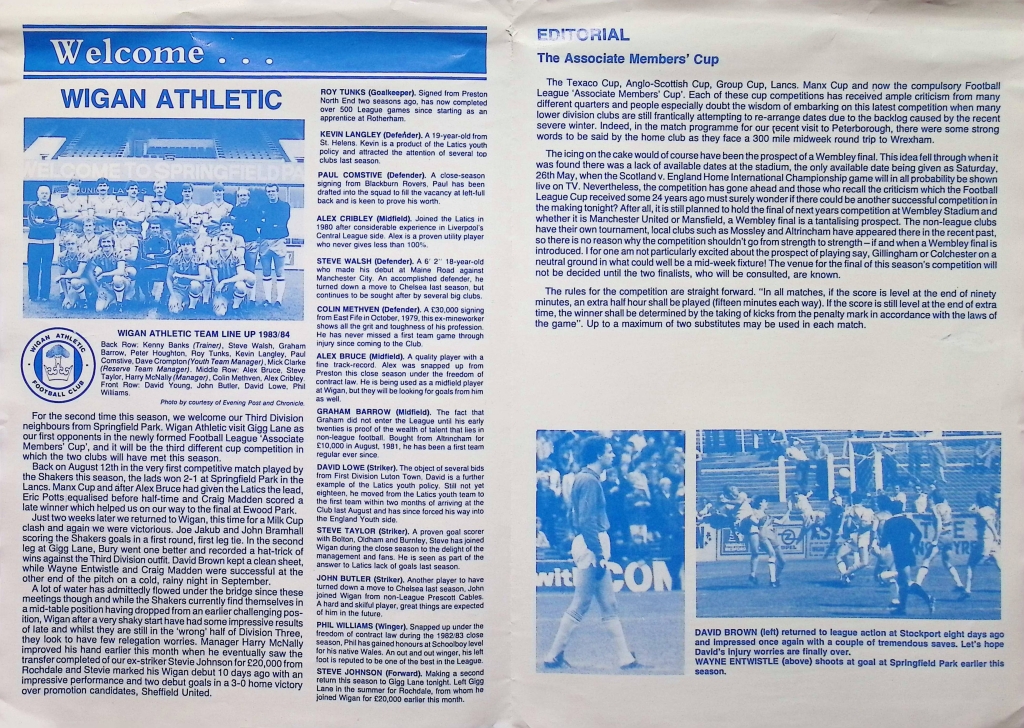 Welcome . . .
WIGAN ATHLETIC
WELCOME TO SH
WIGAN ATHLETIC
FOOTBALL CLUB
WIGAN ATHLETIC TEAM LINE UP 1983/84
Back Row: Kenny Banks (Trainer), Steve Walsh, Graham
Barrow, Peter Houghton, Roy Tunks, Kevin Langley, Paul
Comstive, Dave Crompton (Youth Team Manager), Mick Clarke
(Reserve Team Manager). Middle Row: Alex Bruce, Steve
Taylor, Harry McNally (Manager), Colin Methven, Alex Cribley.
Front Row: David Young, John Butler, David Lowe, Phil
Williams.
Photo by courtesy of Evening Post and Chronicle.
For the second time this season, we welcome our Third Division
neighbours from Springfield Park. Wigan Athletic visit Gigg Lane as
our first opponents in the newly formed Football League 'Associate
Members' Cup', and it will be the third different cup competition in
which the two clubs will have met this season.
Back on August 12th in the very first competitive match played by
the Shakers this season, the lads won 2-1 at Springfield Park in the
Lancs. Manx Cup and after Alex Bruce had given the Latics the lead,
Eric Potts equalised before half-time and Craig Madden scored a
late winner which helped us on our way to the final at Ewood Park.
Just two weeks later we returned to Wigan, this time for a Milk Cup
clash and again we were victorious. Joe Jakub and John Bramhall
scoring the Shakers goals in a first round, first leg tie. In the second
leg at Gigg Lane, Bury went one better and recorded a hat-trick of
wins against the Third Division outfit. David Brown kept a clean sheet,
while Wayne Entwistle and Craig Madden were successful at the
other end of the pitch on a cold, rainy night in September.
A lot of water has admittedly flowed under the bridge since these
meetings though and while the Shakers currently find themselves in
a mid-table position having dropped from an earlier challenging pos-
ition, Wigan after a very shaky start have had some impressive results
of late and whilst they are still in the 'wrong' half of Division Three,
they look to have few relegation worries. Manager Harry McNally
improved his hand earlier this month when he eventually saw the
transfer completed of our ex-striker Stevie Johnson for £20,000 from
Rochdale and Stevie marked his Wigan debut 10 days ago with an
impressive performance and two debut goals in a 3-0 home victory
over promotion candidates, Sheffield United.
ROY TUNKS (Goalkeeper). Signed from Preston
North End two seasons ago, has now completed
over 500 League games since starting as an
apprentice at Rotherham.
KEVIN LANGLEY (Defender). A 19-year-old from
St. Helens. Kevin is a product of the Latics youth
policy and attracted the attention of several top
clubs last season.
PAUL COMSTIVE (Defender). A close-season
signing from Blackburn Rovers. Paul has been
drafted into the squad to fill the vacancy at left-full
back and is keen to prove his worth.
ALEX CRIBLEY (Midfield). Joined the Latics in
1980 after considerable experience in Liverpool's
Central League side. Alex is a proven utility player
who never gives less than 100%.
STEVE WALSH (Defender). A 6' 2" 18-year-old
who made his debut at Maine Road against
Manchester City. An accomplished defender, he
turned down a move to Chelsea last season, but
continues to be sought after by several big clubs.
COLIN METHVEN (Defender). A £30,000 signing
from East Fife in October, 1979, this ex-mineworker
shows all the grit and toughness of his profession.
He has never missed a first team game through
injury since coming to the Club.
ALEX BRUCE (Midfield). A quality player with a
fine track-record. Alex was snapped up from
Preston this close season under the freedom of
contract law. He is being used as a midfield player
at Wigan, but they will be looking for goals from him
as well.
GRAHAM BARROW (Midfield). The fact that
Graham did not enter the League until his early
twenties is proof of the wealth of talent that lies
in non-league football. Bought from Altrincham for
£10,000 in August, 1981, he has been a first team
regular ever since.
DAVID LOWE (Striker). The object of several bids
from First Division Luton Town, David is a further
example of the Latics youth policy. Still not yet
eighteen, he moved from the Latics youth team to
the first team within two months of arriving at the
Club last August and has since forced his way into
the England Youth side.
STEVE TAYLOR (Striker). A proven goal scorer
with Bolton, Oldham and Burnley, Steve has joined
Wigan during the close season to the delight of the
management and fans. He is seen as part of the
answer to Latics lack of goals last season.
JOHN BUTLER (Striker). Another player to have
turned down a move to Chelsea last season, John
joined Wigan from non-League Prescott Cables.
A hard and skilful player, great things are expected
of him in the future.
PHIL WILLIAMS (Winger). Snapped up under the
freedom of contract law during the 1982/83 close
season, Phil has gained honours at Schoolboy level
for his native Wales. An out and out winger, his left
foot is reputed to be one of the best in the League.
STEVE JOHNSON (Forward). Making a second
return this season to Gigg Lane tonight. Left Gigg
Lane in the summer for Rochdale, from whom he
joined Wigan for £20,000 earlier this month.
EDITORIAL
The Associate Members' Cup
The Texaco Cup, Anglo-Scottish Cup, Group Cup, Lancs. Manx Cup and now the compulsory Football
League 'Associate Members' Cup'. Each of these cup competitions has received ample criticism from many
different quarters and people especially doubt the wisdom of embarking on this latest competition when many
lower division clubs are still frantically attempting to re-arrange dates due to the backlog caused by the recent
severe winter. Indeed, in the match programme for our recent visit to Peterborough, there were some strong
words to be said by the home club as they face a 300 mile midweek round trip to Wrexham.
The icing on the cake would of course have been the prospect of a Wembley final. This idea fell through when it
was found there was a lack of available dates at the stadium, the only available date being given as Saturday,
26th May, when the Scotland v. England Home International Championship game will in all probability be shown
live on TV. Nevertheless, the competition has gone ahead and those who recall the criticism which the Football
League Cup received some 24 years ago must surely wonder if there could be another successful competition in
the making tonight? After all, it is still planned to hold the final of next years competition at Wembley Stadium and
whether it is Manchester United or Mansfield, a Wembley final is a tantalising prospect. The non-league clubs
have their own tournament, local clubs such as Mossley and Altrincham have appeared there in the recent past,
so there is no reason why the competition shouldn't go from strength to strength – if and when a Wembley final is
introduced. I for one am not particularly excited about the prospect of playing say, Gillingham or Colchester on a
neutral ground in what could well be a mid-week fixture! The venue for the final of this season's competition will
not be decided until the two finalists, who will be consulted, are known.
The rules for the competition are straight forward. "In all matches, if the score is level at the end of ninety
minutes, an extra half hour shall be played (fifteen minutes each way). If the score is still level at the end of extra
time, the winner shall be determined by the taking of kicks from the penalty mark in accordance with the laws of
the game". Up to a maximum of two substitutes may be used in each match.
with
CON
OPEL
DAVID BROWN (left) returned to league action at Stockport eight days ago
and impressed once again with a couple of tremendous saves. Let's hope
David's injury worries are finally over.
WAYNE ENTWISTLE (above) shoots at goal at Springfield Park earlier this
season.